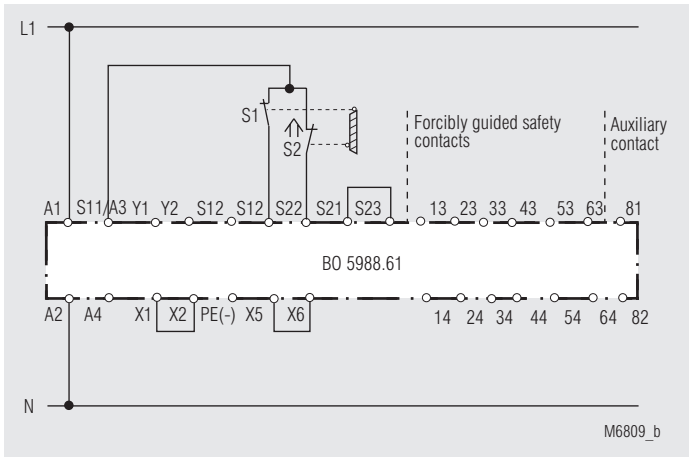 L1
S1
S2
Forcibly guided safety
contacts
Auxiliary
contact
A1 S11/A3 Y1 Y2 S12 S12 S22 S21 S23 13 23 33 43 53 63 81
BO 5988.61
A2 A4 X1 X2 PE(-) X5 X6 14 24 34 44 54 64 82
N
M6809_b